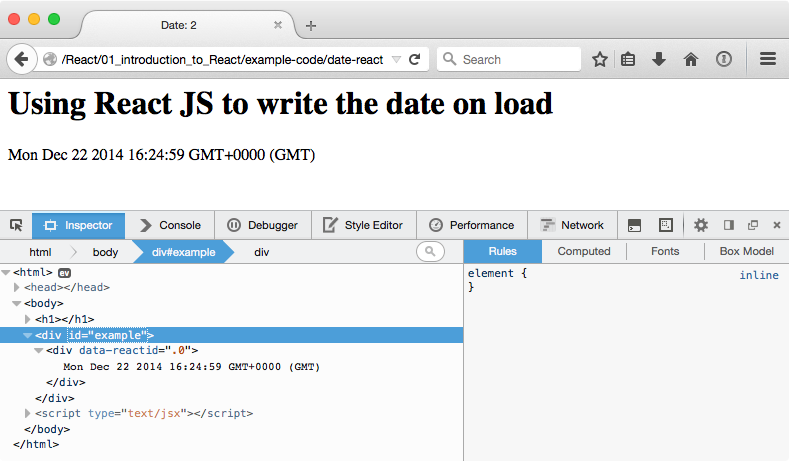 Date: 2
/React/01_introduction_to_React/example-code/date-react
Search
Using React JS to write the date on load
Mon Dec 22 2014 16:24:59 GMT+0000 (GMT)
Inspector Console Debugger Style Editor Performance Network
html body div#example div
Rules Computed Fonts Box Model
<html> ev
<head></head>
<body>
<h1></h1>
<div id="example">
<div data-reactid=".0">
Mon Dec 22 2014 16:24:59 GMT+0000 (GMT)
</div>
</div>
<script type="text/jsx"></script>
</body>
</html>
element { inline
}